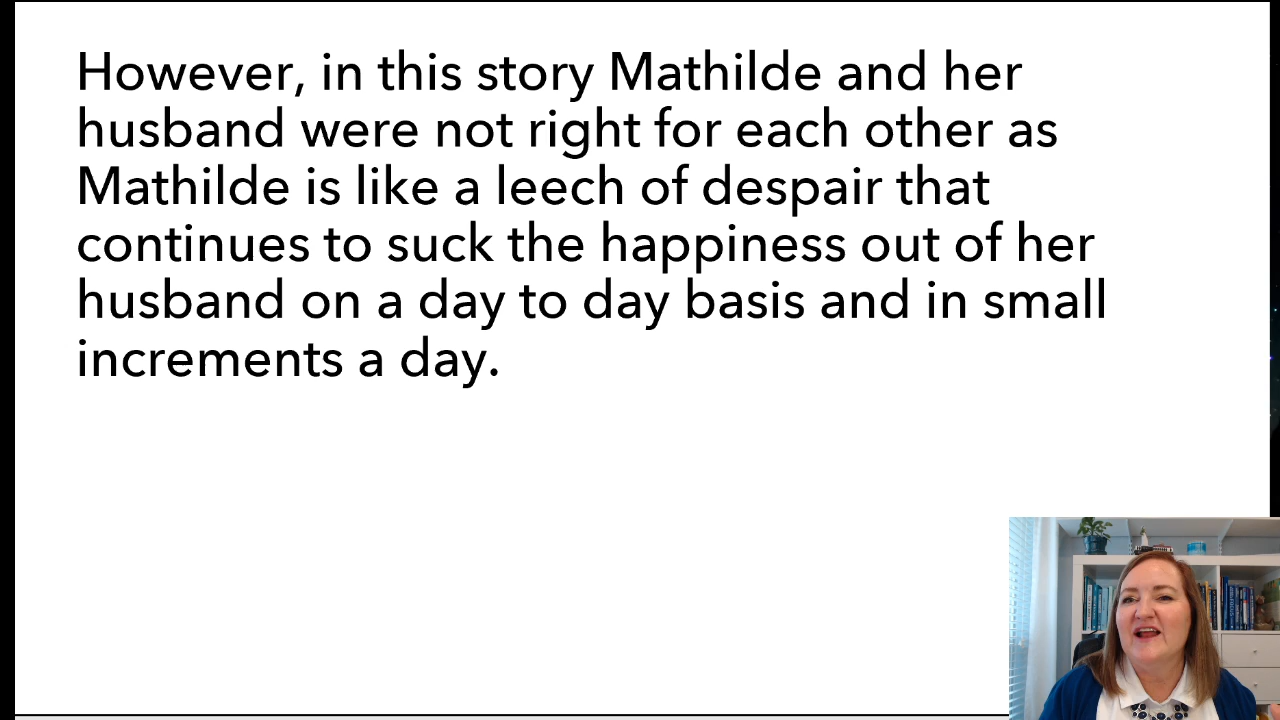 However, in this story Mathilde and her
husband were not right for each other as
Mathilde is like a leech of despair that
continues to suck the happiness out of her
husband on a day to day basis and in small
increments a day.